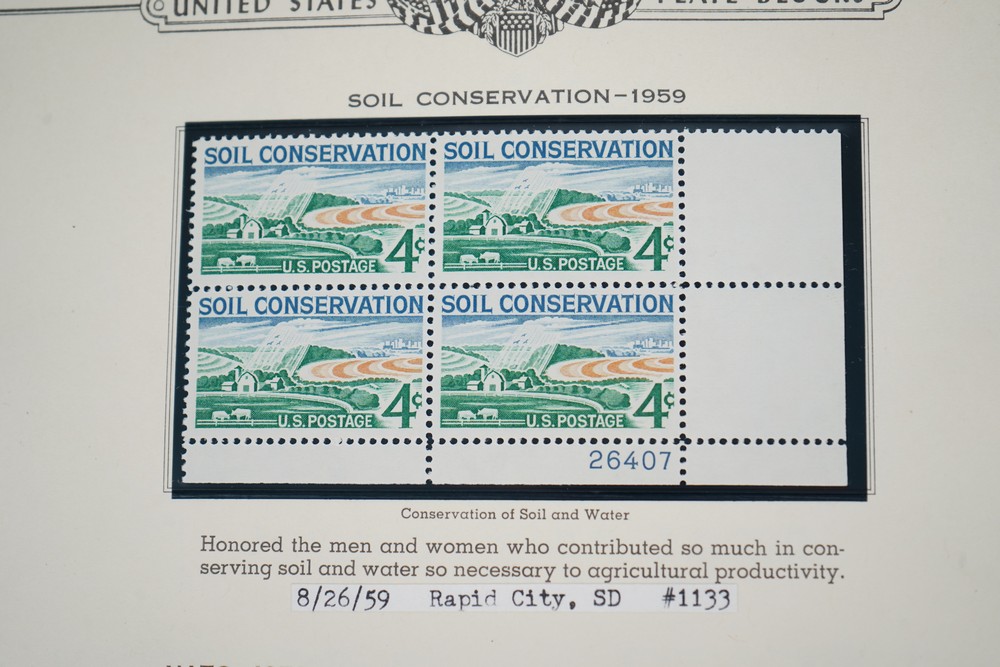 UNITED STATES PLATE BLOCKS
SOIL CONSERVATION-1959
SOIL CONSERVATION SOIL CONSERVATION
U.S. POSTAGE 4¢ U.S. POSTAGE 4¢
SOIL CONSERVATION SOIL CONSERVATION
U.S. POSTAGE 4¢ U.S. POSTAGE 4¢
26407
Conservation of Soil and Water
Honored the men and women who contributed so much in con-
serving soil and water so necessary to agricultural productivity.
8/26/59 Rapid City, SD #1133